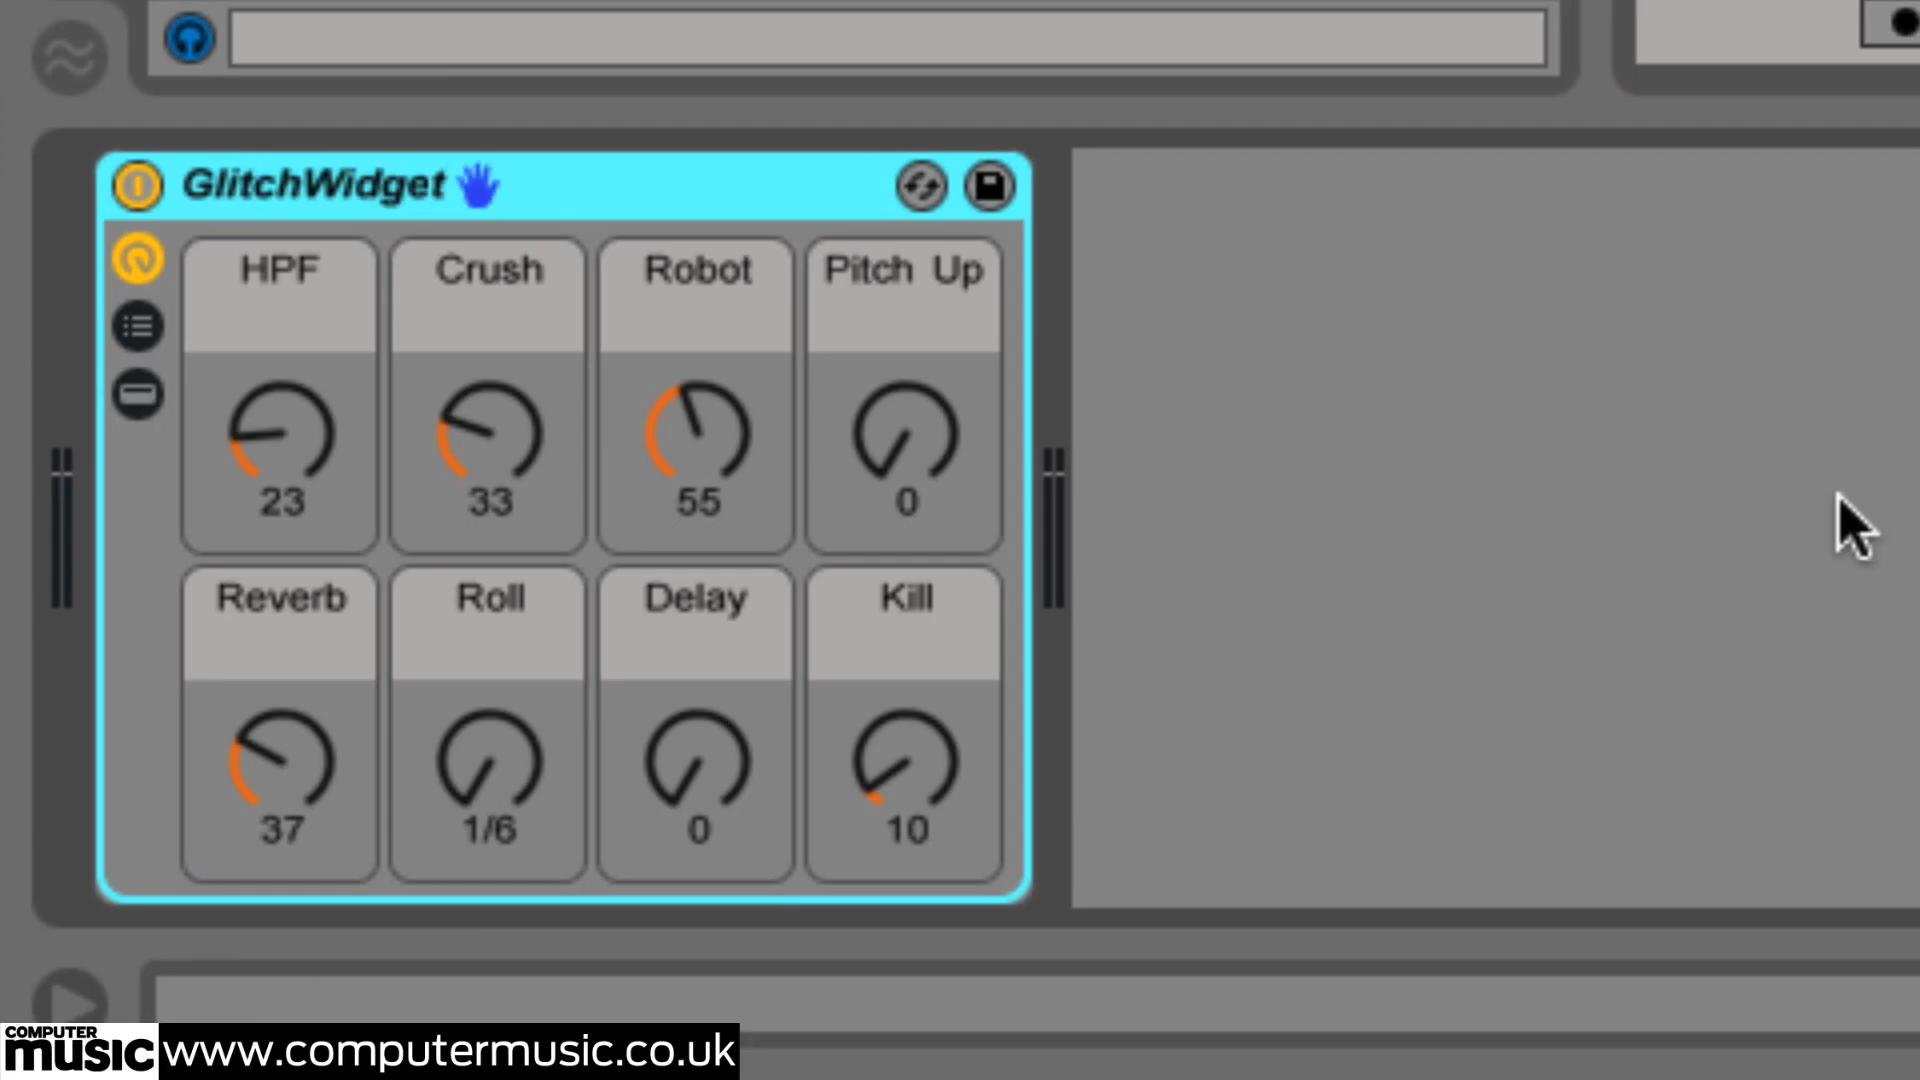 GlitchWidget
HPF Crush Robot Pitch Up
23 33 55 0
Reverb Roll Delay Kill
37 1/6 0 10
COMPUTER
music www.computermusic.co.uk